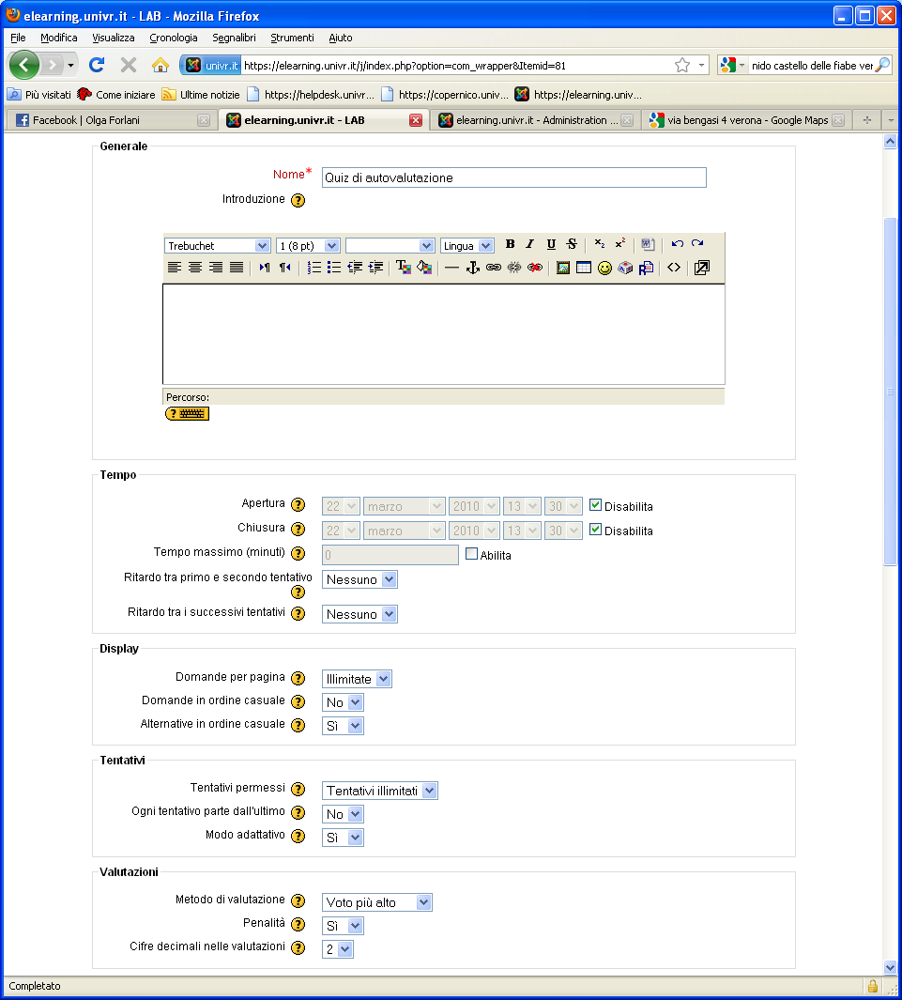 elearning.univr.it - LAB - Mozilla Firefox
File Modifica Visualizza Cronologia Segnalibri Strumenti Aiuto
univr.it https://elearning.univr.it/j/index.php?option=com_wrapper&Itemid=81 nido castello delle fiabe ver
Più visitati Come iniziare Ultime notizie https://helpdesk.univr... https://copernico.univ... https://elearning.univ...
Facebook | Olga Forlani elearning.univr.it - LAB elearning.univr.it - Administration ... via bengasi 4 verona - Google Maps
Generale
Nome* Quiz di autovalutazione
Introduzione ?
Trebuchet 1 (8 pt) Lingua B I U S x₂ x²
Percorso:
?
Tempo
Apertura ? 22 marzo 2010 13 30 Disabilita
Chiusura ? 22 marzo 2010 13 30 Disabilita
Tempo massimo (minuti) ? 0 Abilita
Ritardo tra primo e secondo tentativo Nessuno
?
Ritardo tra i successivi tentativi ? Nessuno
Display
Domande per pagina ? Illimitate
Domande in ordine casuale ? No
Alternative in ordine casuale ? Sì
Tentativi
Tentativi permessi ? Tentativi illimitati
Ogni tentativo parte dall'ultimo ? No
Modo adattativo ? Sì
Valutazioni
Metodo di valutazione ? Voto più alto
Penalità ? Sì
Cifre decimali nelle valutazioni ? 2
Completato